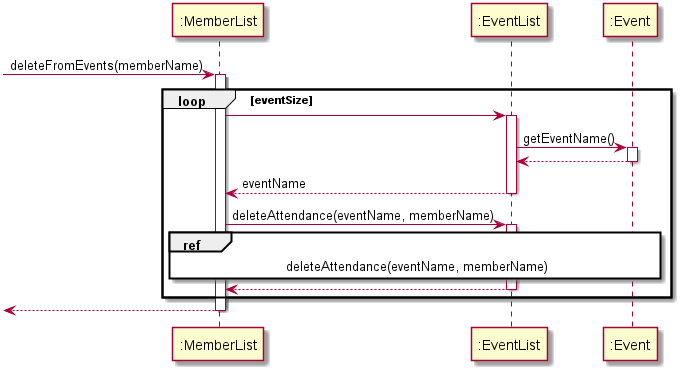 :MemberList
:EventList
:Event
deleteFromEvents(memberName)
loop
[eventSize]
getEventName()
eventName
deleteAttendance(eventName, memberName)
ref
deleteAttendance(eventName, memberName)
:MemberList
:EventList
:Event